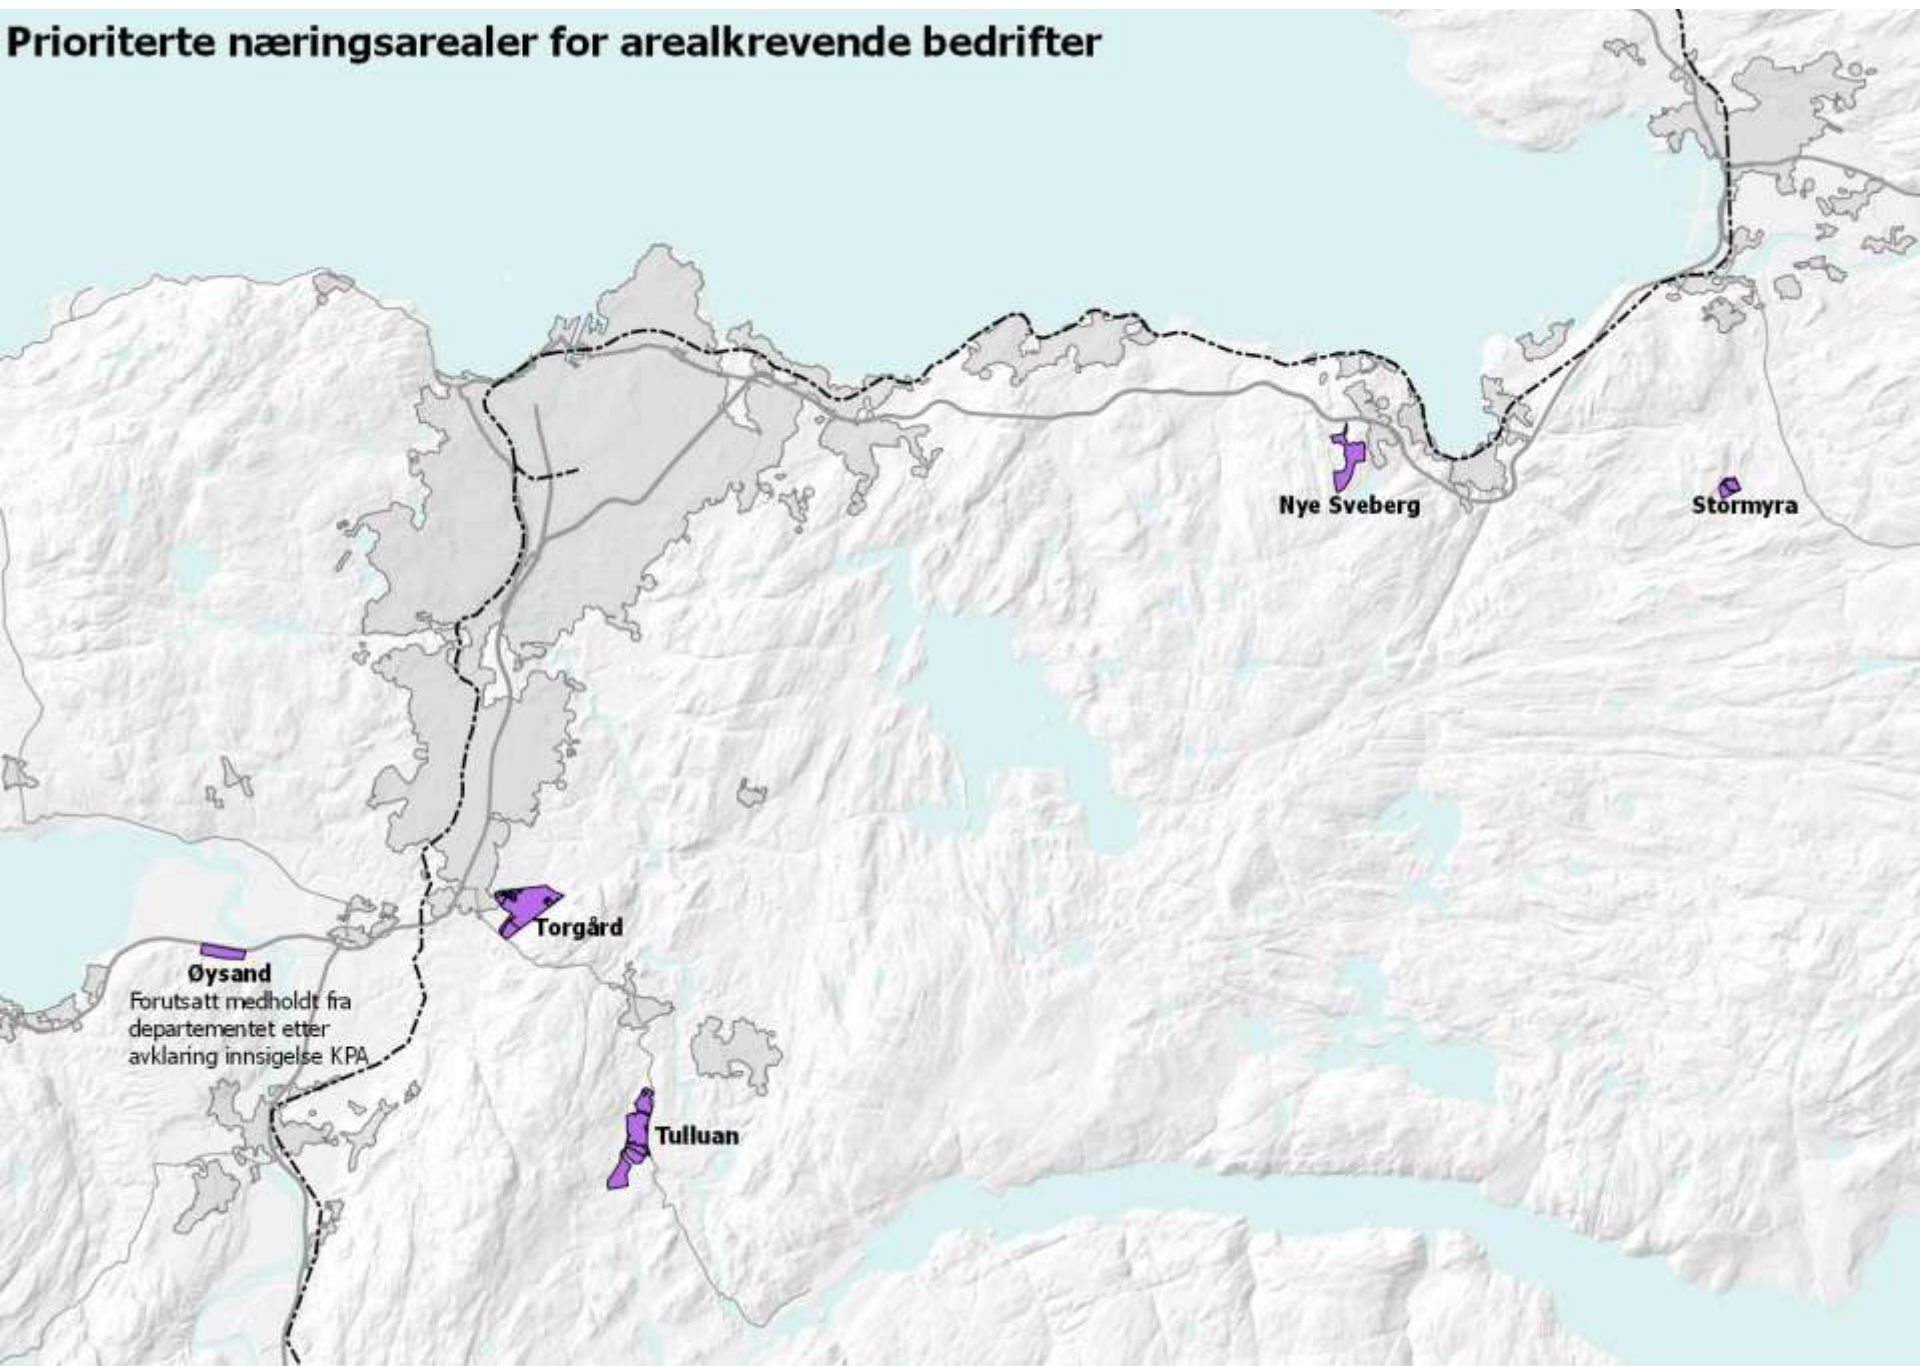 Prioriterte næringsarealer for arealkrevende bedrifter
Nye Sveberg
Stormyra
Torgård
Øysand
Forutsatt medholdt fra
departementet etter
avklaring innsigelse KPA
Tulluan